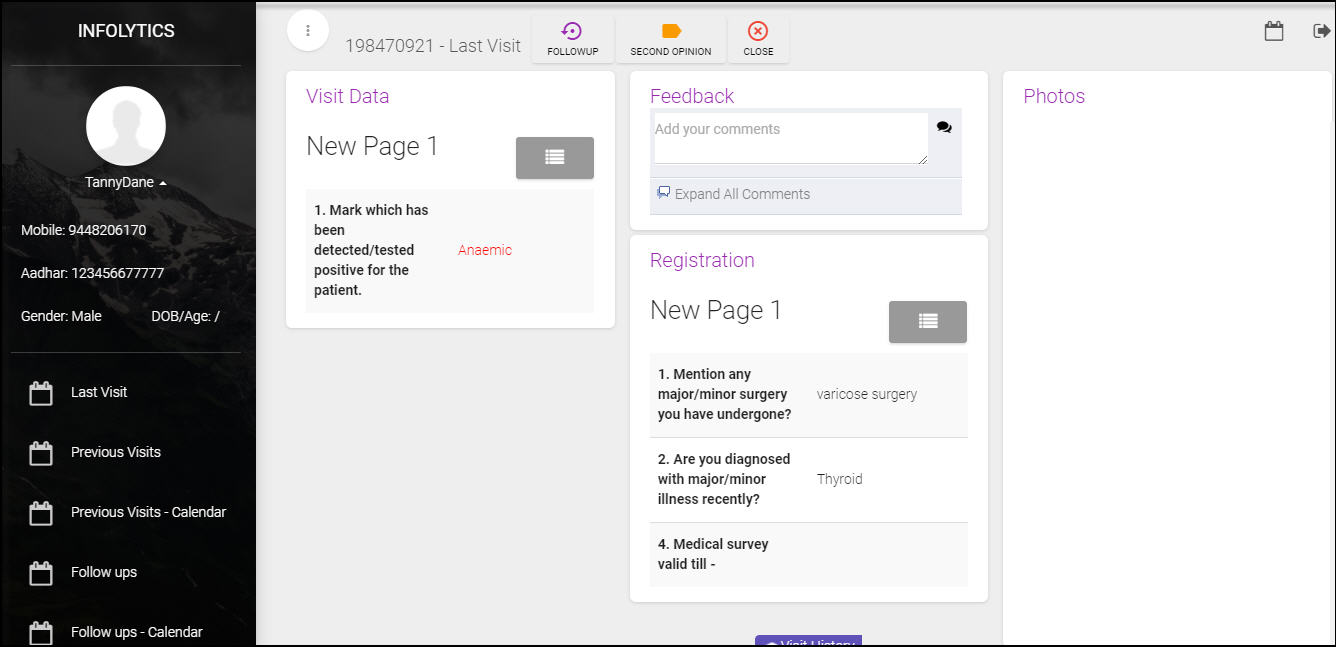 INFOLYTICS
TannyDane
Mobile: 9448206170
Aadhar: 123456677777
Gender: Male DOB/Age: /
Last Visit
Previous Visits
Previous Visits - Calendar
Follow ups
Follow ups - Calendar
198470921 - Last Visit
FOLLOWUP
SECOND OPINION
CLOSE
Visit Data
New Page 1
1. Mark which has
been
detected/tested
positive for the
patient.
Anaemic
Feedback
Add your comments
Expand All Comments
Registration
New Page 1
1. Mention any
major/minor surgery
you have undergone?
varicose surgery
2. Are you diagnosed
with major/minor
illness recently?
Thyroid
4. Medical survey
valid till -
Visit History
Photos